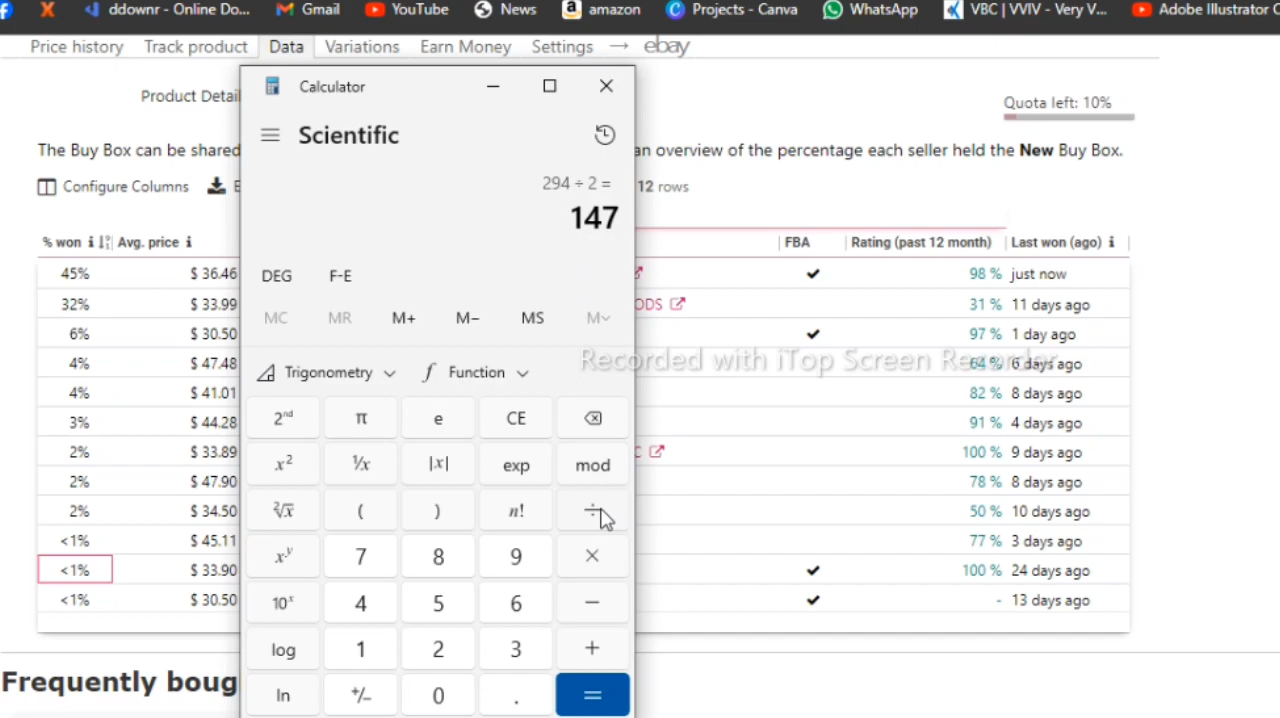 ddownr - Online Do... Gmail YouTube News amazon Projects - Canva WhatsApp VBC | VVIV - Very V... Adobe Illustrator C
Price history Track product Data Variations Earn Money Settings → ebay
Calculator
Product Detail
Quota left: 10%
Scientific
The Buy Box can be shared an overview of the percentage each seller held the New Buy Box.
294 ÷ 2 =
Configure Columns 12 rows
147
% won Avg. price FBA Rating (past 12 month) Last won (ago)
45% $ 36.46 98 % just now
DEG F-E
32% $ 33.99 ODS 31 % 11 days ago
MC MR M+ M− MS M
6% $ 30.50 97 % 1 day ago
Recorded with iTop Screen Recorder
4% $ 47.48 64 % 6 days ago
Trigonometry Function
4% $ 41.01 82 % 8 days ago
2nd π e CE
3% $ 44.28 91 % 4 days ago
2% $ 33.89 C 100 % 9 days ago
x² ¹/x |x| exp mod
2% $ 47.90 78 % 8 days ago
²√x ( ) n! ÷
2% $ 34.50 50 % 10 days ago
<1% $ 45.11 77 % 3 days ago
xʸ 7 8 9 ×
<1% $ 33.90 100 % 24 days ago
<1% $ 30.50 - 13 days ago
10ˣ 4 5 6 −
log 1 2 3 +
Frequently boug
ln +/− 0 . =